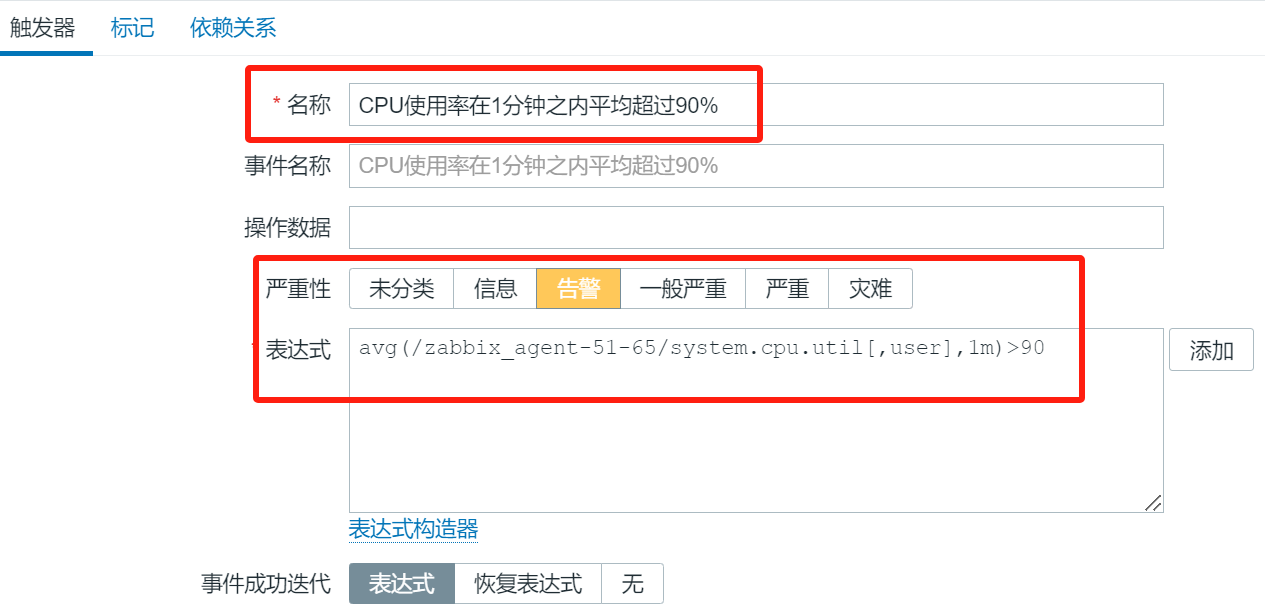 触发器 标记 依赖关系
* 名称 CPU使用率在1分钟之内平均超过90%
事件名称 CPU使用率在1分钟之内平均超过90%
操作数据
严重性 未分类 信息 告警 一般严重 严重 灾难
* 表达式 avg(/zabbix_agent-51-65/system.cpu.util[,user],1m)>90 添加
表达式构造器
事件成功迭代 表达式 恢复表达式 无